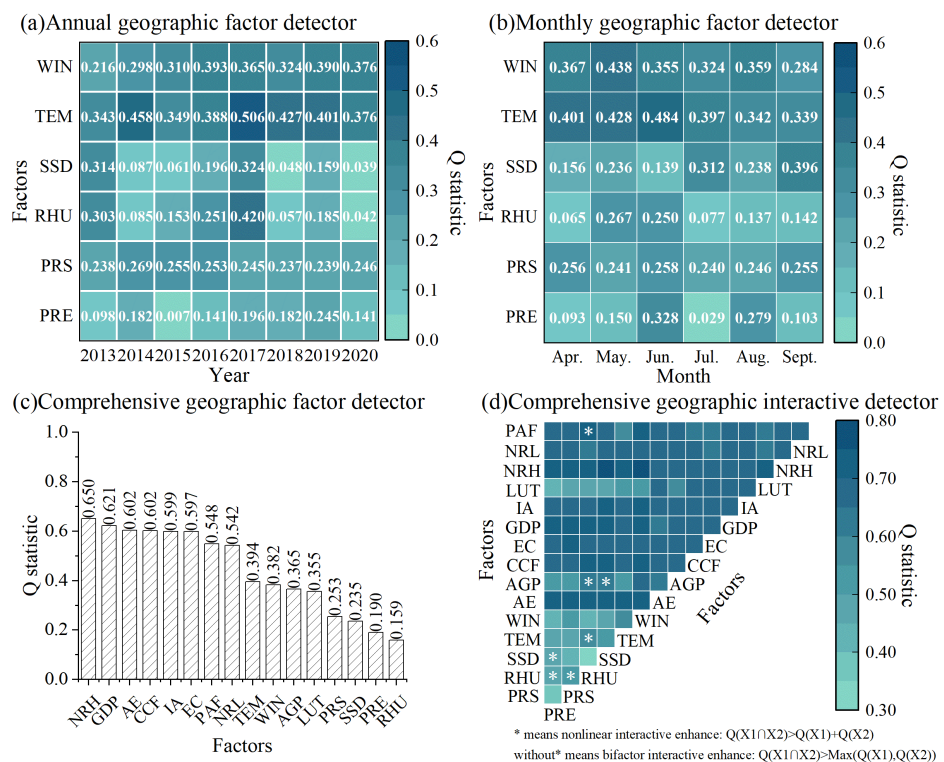 (a)Annual geographic factor detector
WIN 0.216 0.298 0.310 0.393 0.365 0.324 0.390 0.376
TEM 0.343 0.458 0.349 0.388 0.506 0.427 0.401 0.376
SSD 0.314 0.087 0.061 0.196 0.324 0.048 0.159 0.039
RHU 0.303 0.085 0.153 0.251 0.420 0.057 0.185 0.042
PRS 0.238 0.269 0.255 0.253 0.245 0.237 0.239 0.246
PRE 0.098 0.182 0.007 0.141 0.196 0.182 0.245 0.141
2013 2014 2015 2016 2017 2018 2019 2020
Year
Factors
0.6
0.5
0.4
0.3
0.2
0.1
0.0
Q statistic
(b)Monthly geographic factor detector
WIN 0.367 0.438 0.355 0.324 0.359 0.284
TEM 0.401 0.428 0.484 0.397 0.342 0.339
SSD 0.156 0.236 0.139 0.312 0.238 0.396
RHU 0.065 0.267 0.250 0.077 0.137 0.142
PRS 0.256 0.241 0.258 0.240 0.246 0.255
PRE 0.093 0.150 0.328 0.029 0.279 0.103
Apr. May. Jun. Jul. Aug. Sept.
Month
Factors
0.6
0.5
0.4
0.3
0.2
0.1
0.0
Q statistic
(c)Comprehensive geographic factor detector
Q statistic
1.0
0.8
0.6
0.4
0.2
0.0
0.650 0.621 0.602 0.602 0.599 0.597 0.548 0.542 0.394 0.382 0.365 0.355 0.253 0.235 0.190 0.159
NRH GDP AE CCF IA EC PAF NRL TEM WIN AGP LUT PRS SSD PRE RHU
Factors
(d)Comprehensive geographic interactive detector
PAF *
NRL NRL
NRH NRH
LUT LUT
IA IA
GDP GDP
EC EC
CCF CCF
AGP * * AGP
AE AE
WIN WIN
TEM * TEM
SSD * SSD
RHU * * RHU
PRS PRS
PRE
Factors
Factors
0.80
0.70
0.60
0.50
0.40
0.30
Q statistic
* means nonlinear interactive enhance: Q(X1∩X2)>Q(X1)+Q(X2)
without* means bifactor interactive enhance: Q(X1∩X2)>Max(Q(X1),Q(X2))